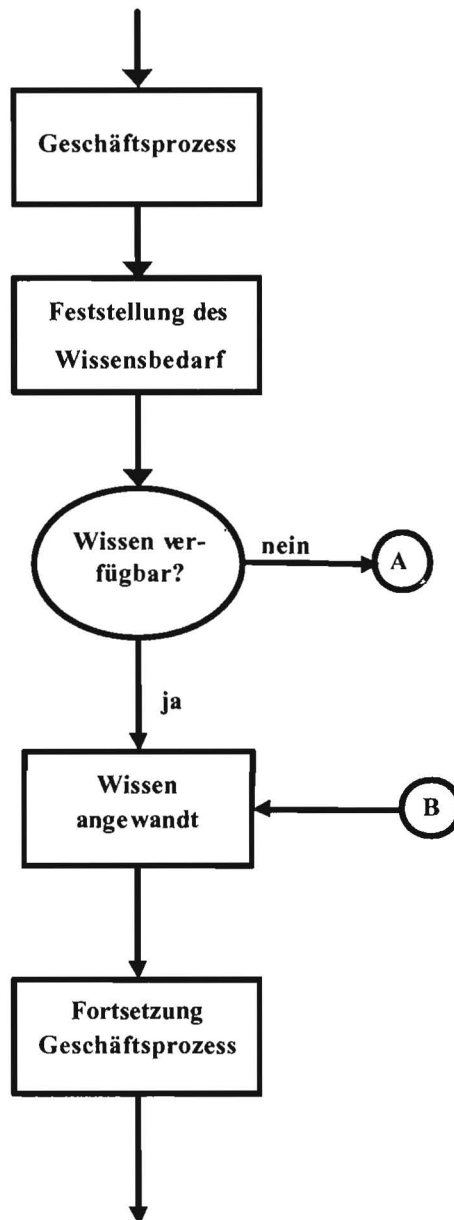 Geschäftsprozess
Feststellung des
Wissensbedarf
Wissen ver-
fügbar?
nein
A
ja
Wissen
angewandt
B
Fortsetzung
Geschäftsprozess